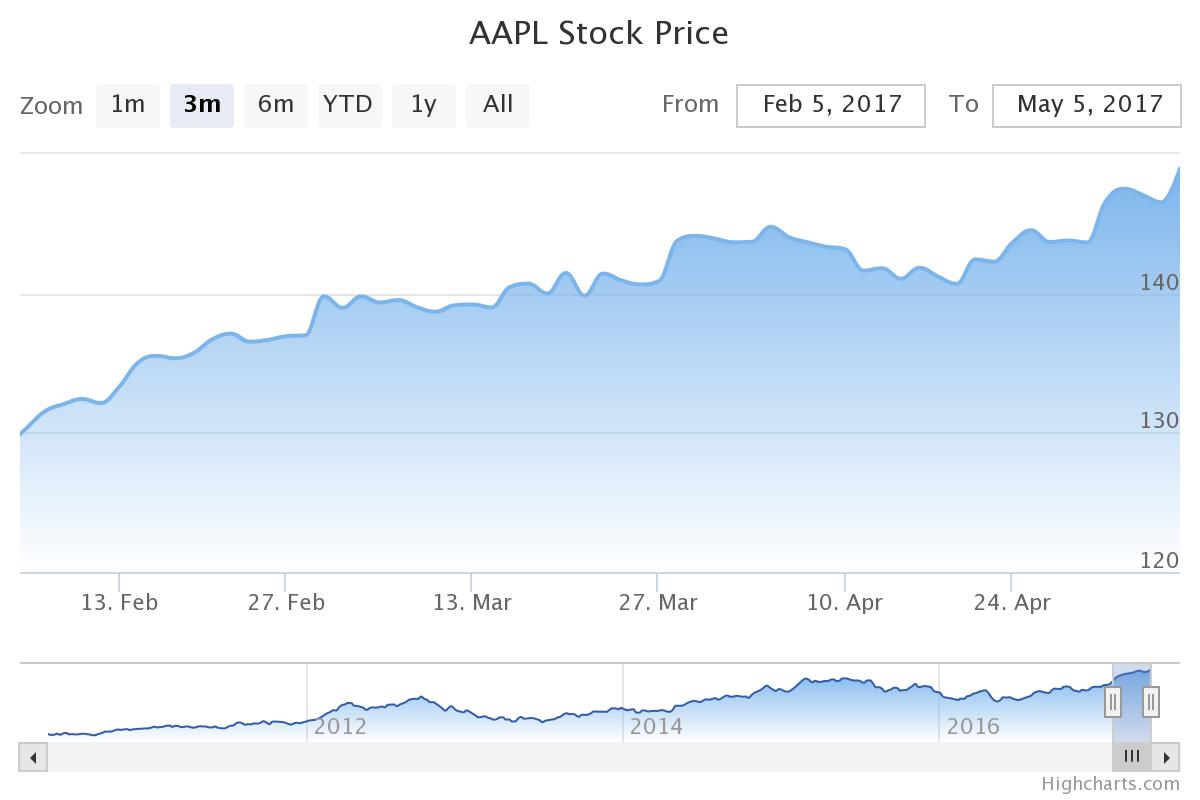 AAPL Stock Price
Zoom 1m 3m 6m YTD 1y All From Feb 5, 2017 To May 5, 2017
140
130
120
13. Feb 27. Feb 13. Mar 27. Mar 10. Apr 24. Apr
2012 2014 2016
Highcharts.com